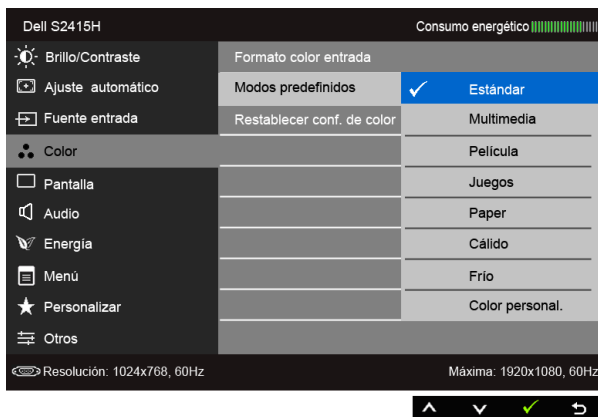 Dell S2415H Consumo energético
Brillo/Contraste Formato color entrada
Ajuste automático Modos predefinidos Estándar
Fuente entrada Restablecer conf. de color Multimedia
Color Película
Pantalla Juegos
Audio Paper
Energía Cálido
Menú Frío
Personalizar Color personal.
Otros
Resolución: 1024x768, 60Hz Máxima: 1920x1080, 60Hz